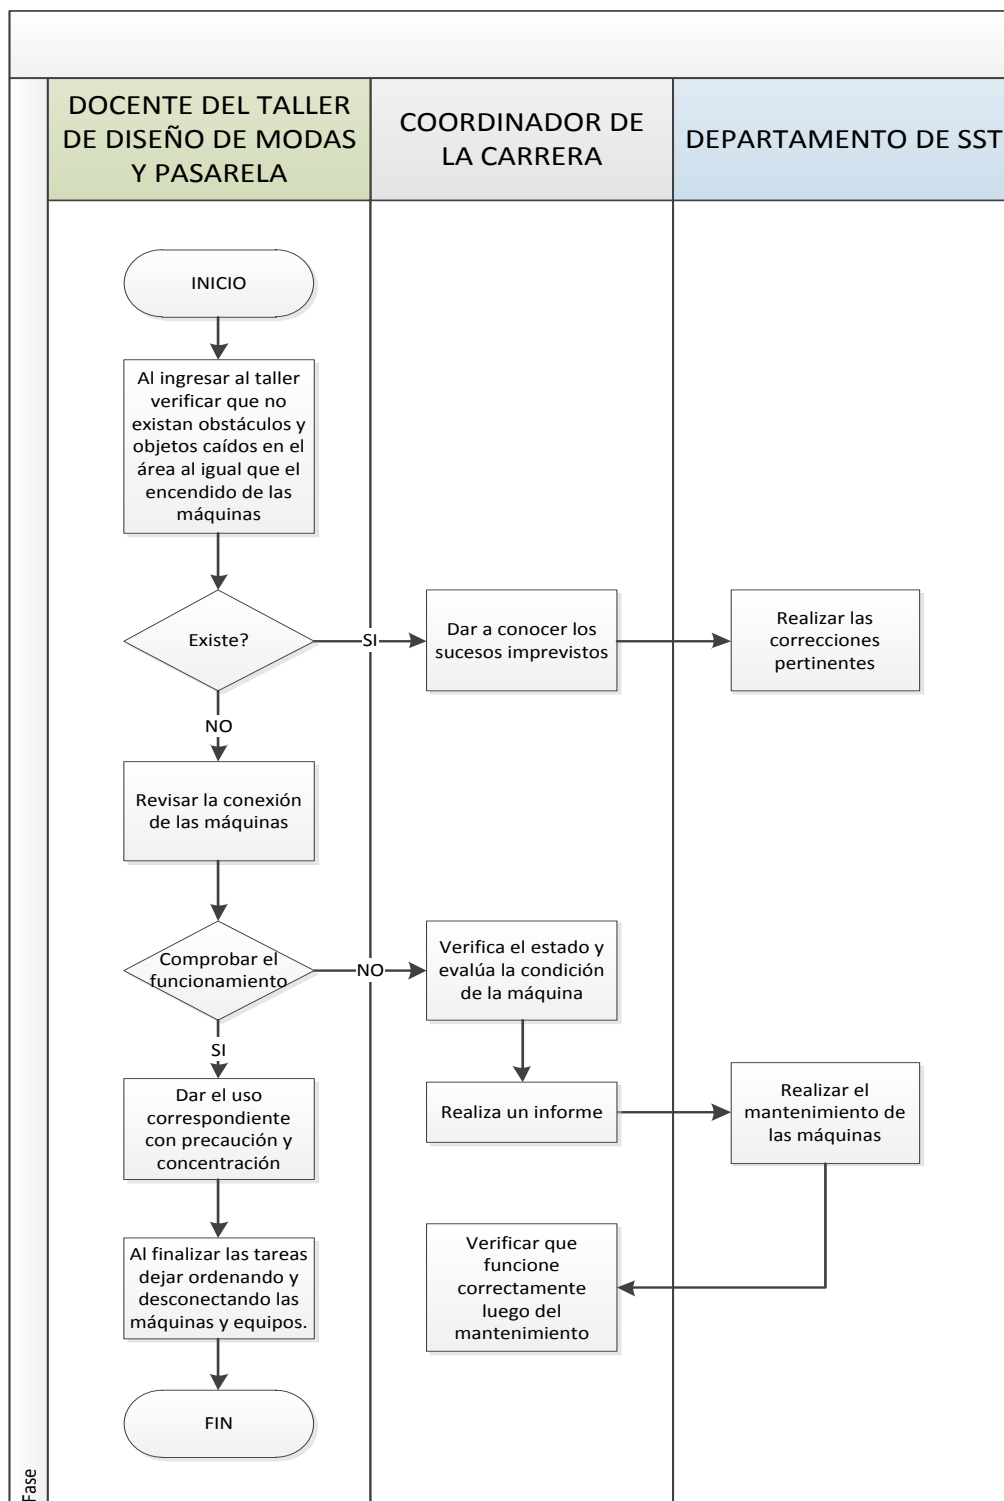 DOCENTE DEL TALLER
DE DISEÑO DE MODAS
Y PASARELA
COORDINADOR DE
LA CARRERA
DEPARTAMENTO DE SST
INICIO
Al ingresar al taller
verificar que no
existan obstáculos y
objetos caídos en el
área al igual que el
encendido de las
máquinas
Existe?
SI
Dar a conocer los
sucesos imprevistos
Realizar las
correcciones
pertinentes
NO
Revisar la conexión
de las máquinas
Comprobar el
funcionamiento
NO
Verifica el estado y
evalúa la condición
de la máquina
SI
Dar el uso
correspondiente
con precaución y
concentración
Realiza un informe
Realizar el
mantenimiento de
las máquinas
Al finalizar las tareas
dejar ordenando y
desconectando las
máquinas y equipos.
Verificar que
funcione
correctamente
luego del
mantenimiento
FIN
Fase